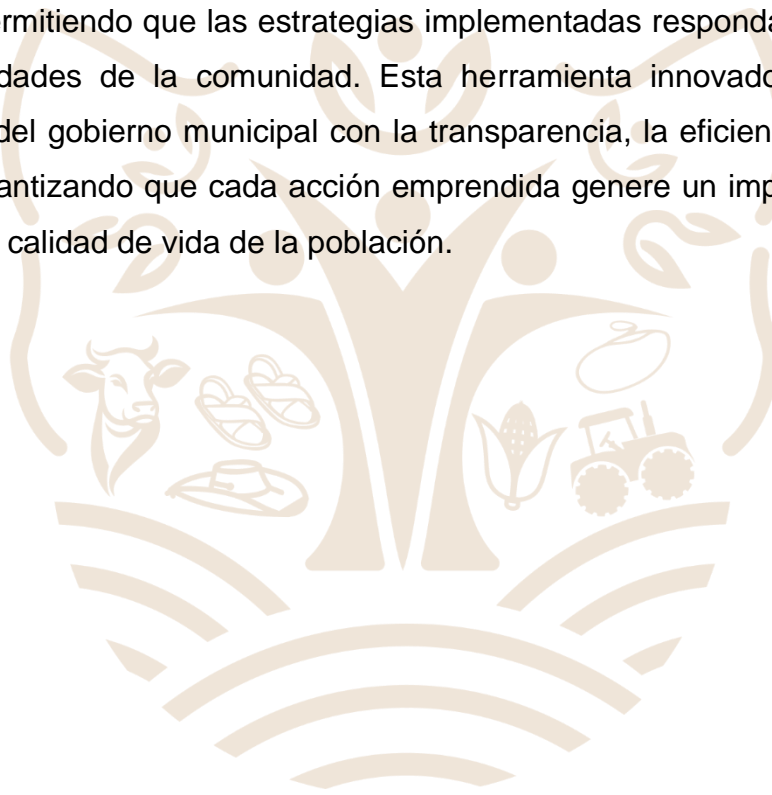 ermitiendo que las estrategias implementadas responda
dades de la comunidad. Esta herramienta innovado
del gobierno municipal con la transparencia, la eficien
antizando que cada acción emprendida genere un imp
calidad de vida de la población.